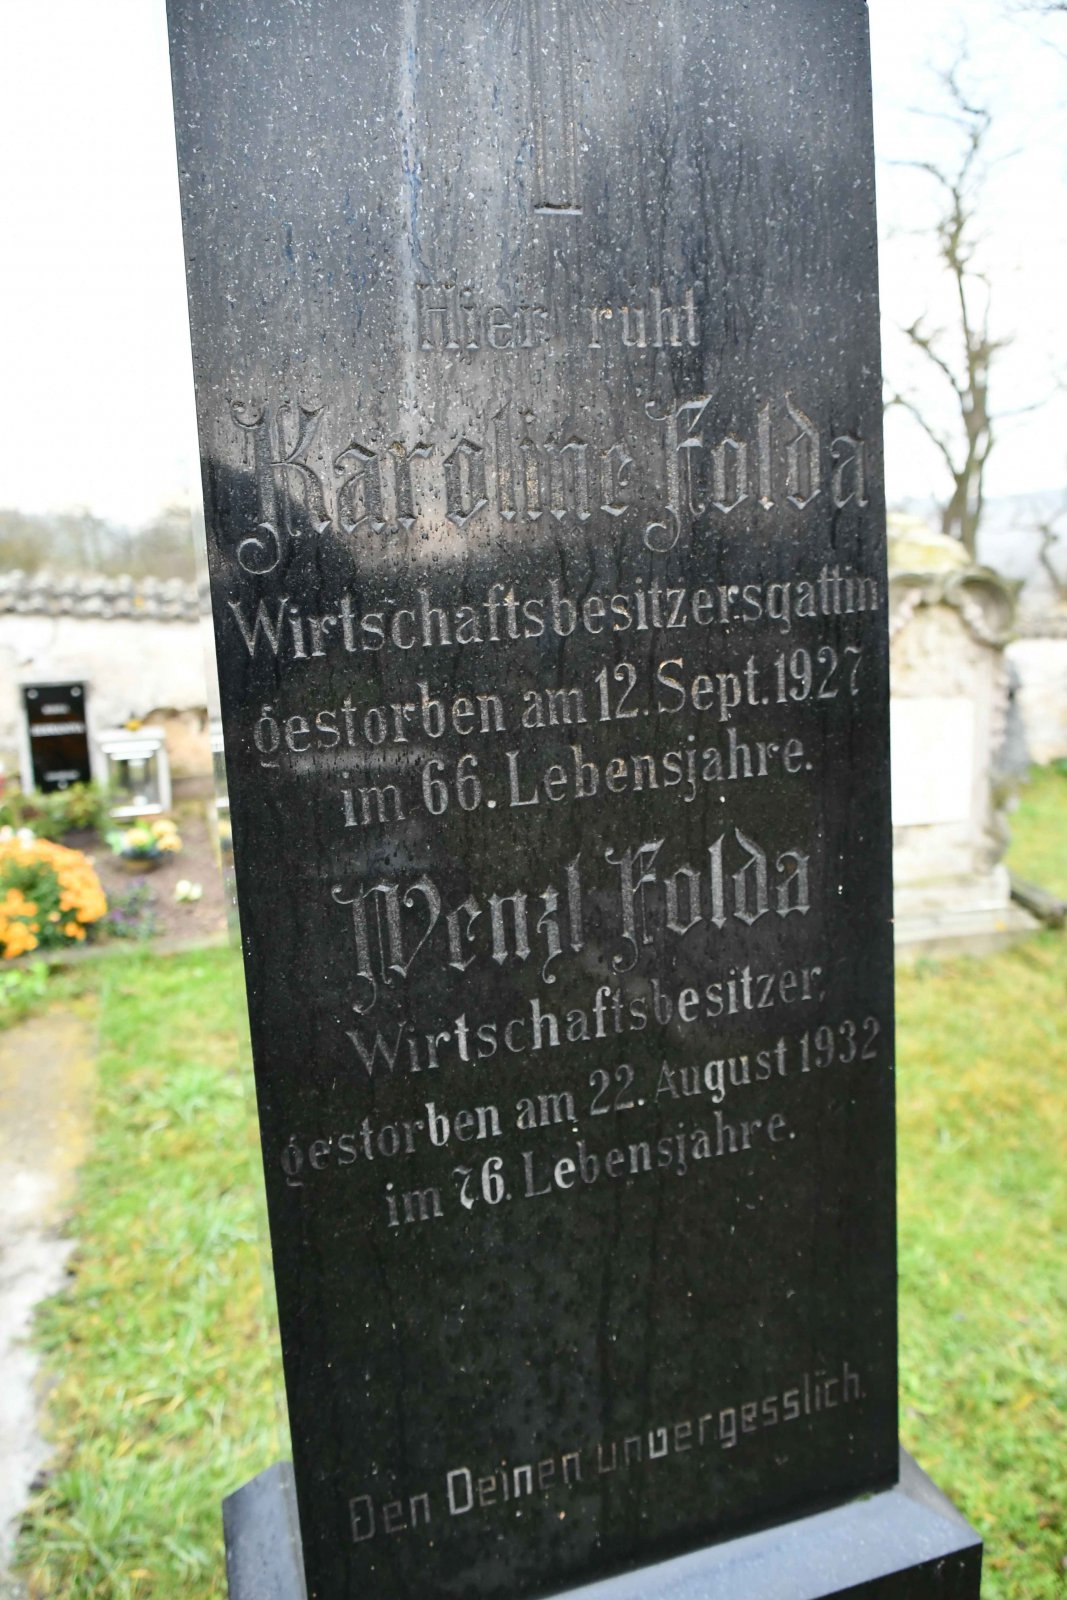 Hier ruht
Karoline Folda
Wirtschaftsbesitzersgattin
gestorben am 12. Sept. 1927
im 66. Lebensjahre.
Wenzl Folda
Wirtschaftsbesitzer,
gestorben am 22. August 1932
im 76. Lebensjahre.
Den Deinen unvergesslich.